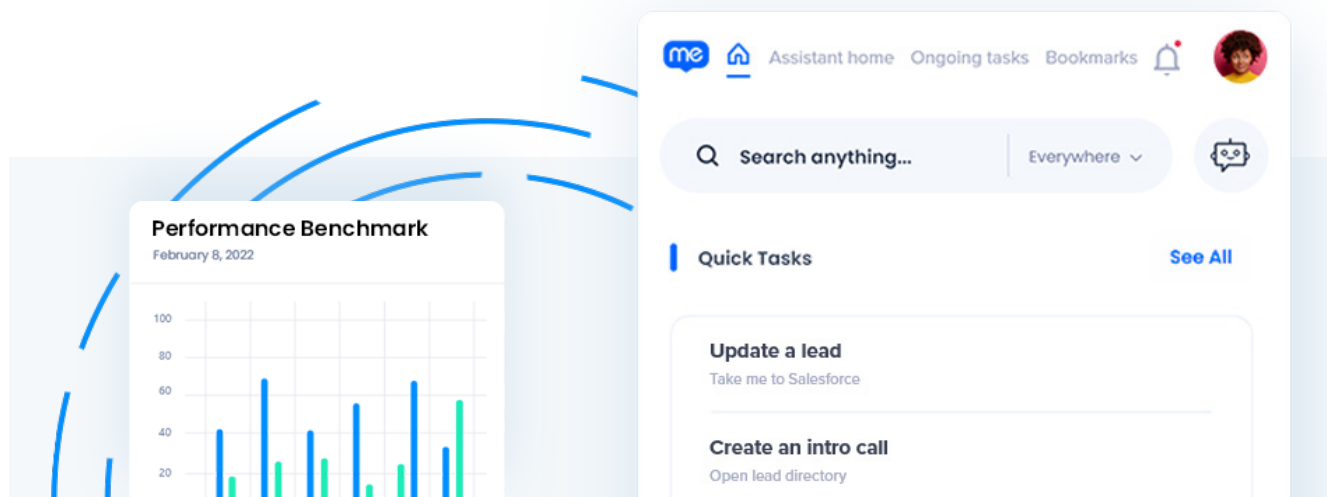 me Assistant home Ongoing tasks Bookmarks
Search anything... Everywhere
Performance Benchmark
February 8, 2022
100
80
60
40
20
Quick Tasks See All
Update a lead
Take me to Salesforce
Create an intro call
Open lead directory